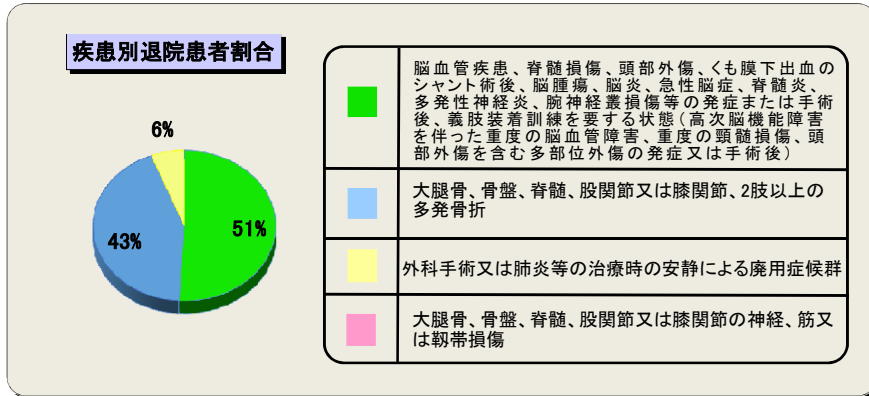 疾患別退院患者割合
6%
43%
51%
脳血管疾患、脊髄損傷、頭部外傷、くも膜下出血の
シャント術後、脳腫瘍、脳炎、急性脳症、脊髄炎、
多発性神経炎、腕神経叢損傷等の発症または手術
後、義肢装着訓練を要する状態(高次脳機能障害
を伴った重度の脳血管障害、重度の頸髄損傷、頭
部外傷を含む多部位外傷の発症又は手術後)
大腿骨、骨盤、脊髄、股関節又は膝関節、2肢以上の
多発骨折
外科手術又は肺炎等の治療時の安静による廃用症候群
大腿骨、骨盤、脊髄、股関節又は膝関節の神経、筋又
は靱帯損傷